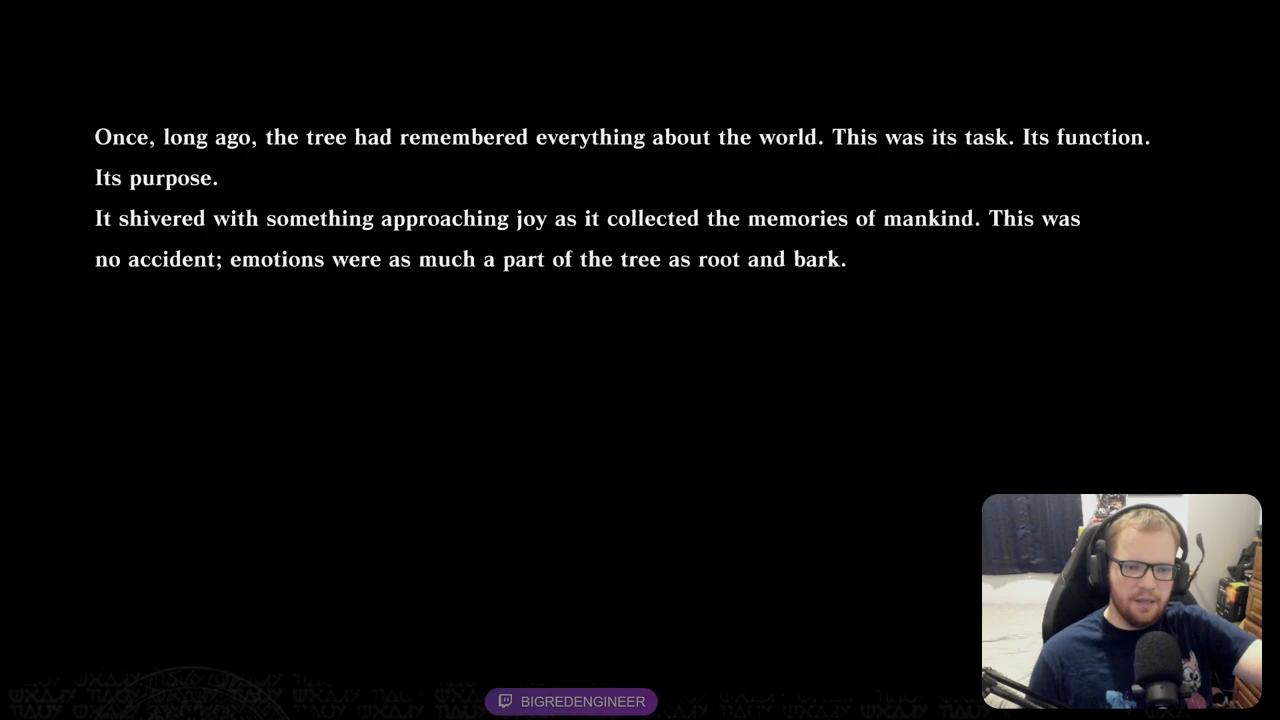 Once, long ago, the tree had remembered everything about the world. This was its task. Its function.
Its purpose.
It shivered with something approaching joy as it collected the memories of mankind. This was
no accident; emotions were as much a part of the tree as root and bark.
BIGREDENGINEER